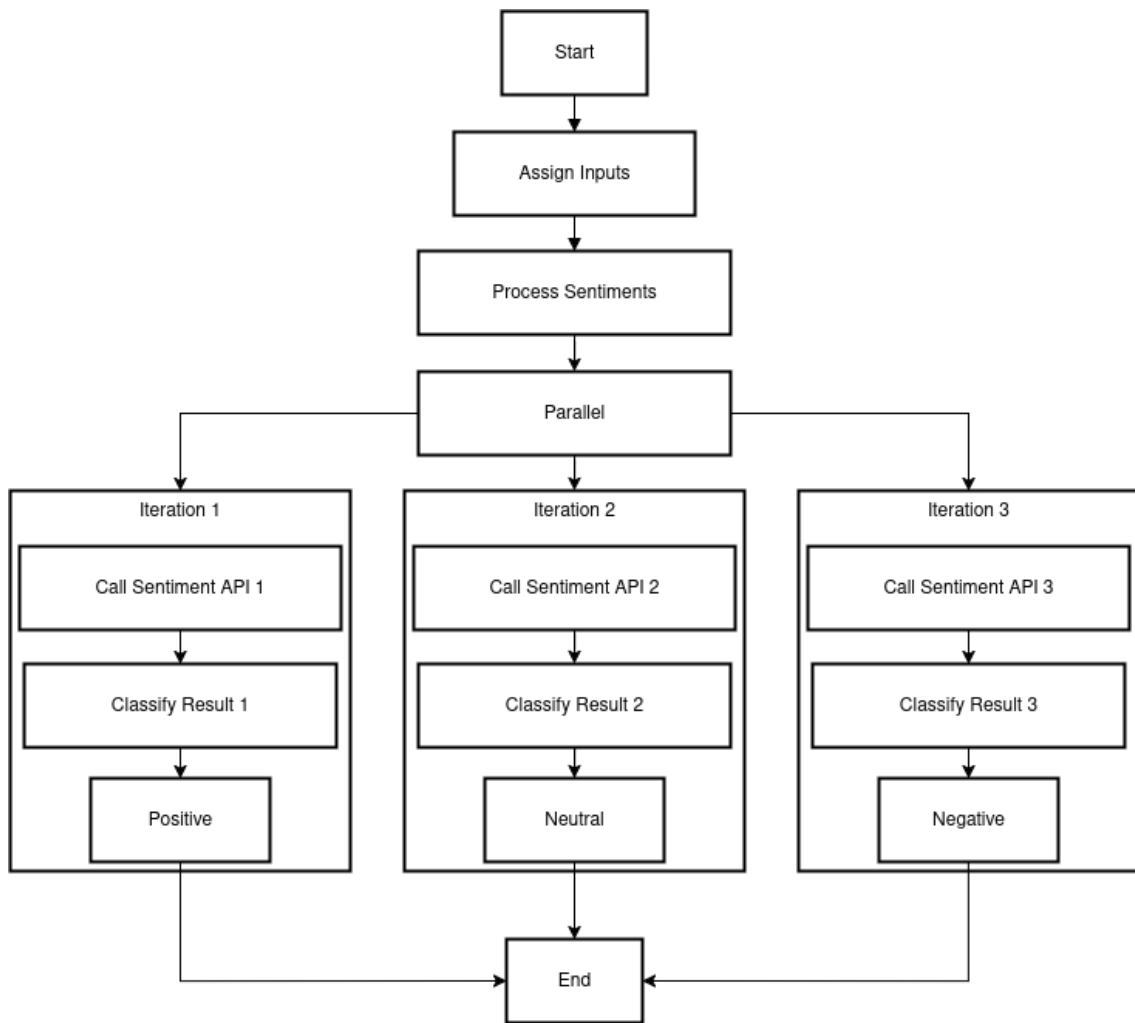 Start
Assign Inputs
Process Sentiments
Parallel
Iteration 1
Call Sentiment API 1
Classify Result 1
Positive
Iteration 2
Call Sentiment API 2
Classify Result 2
Neutral
Iteration 3
Call Sentiment API 3
Classify Result 3
Negative
End